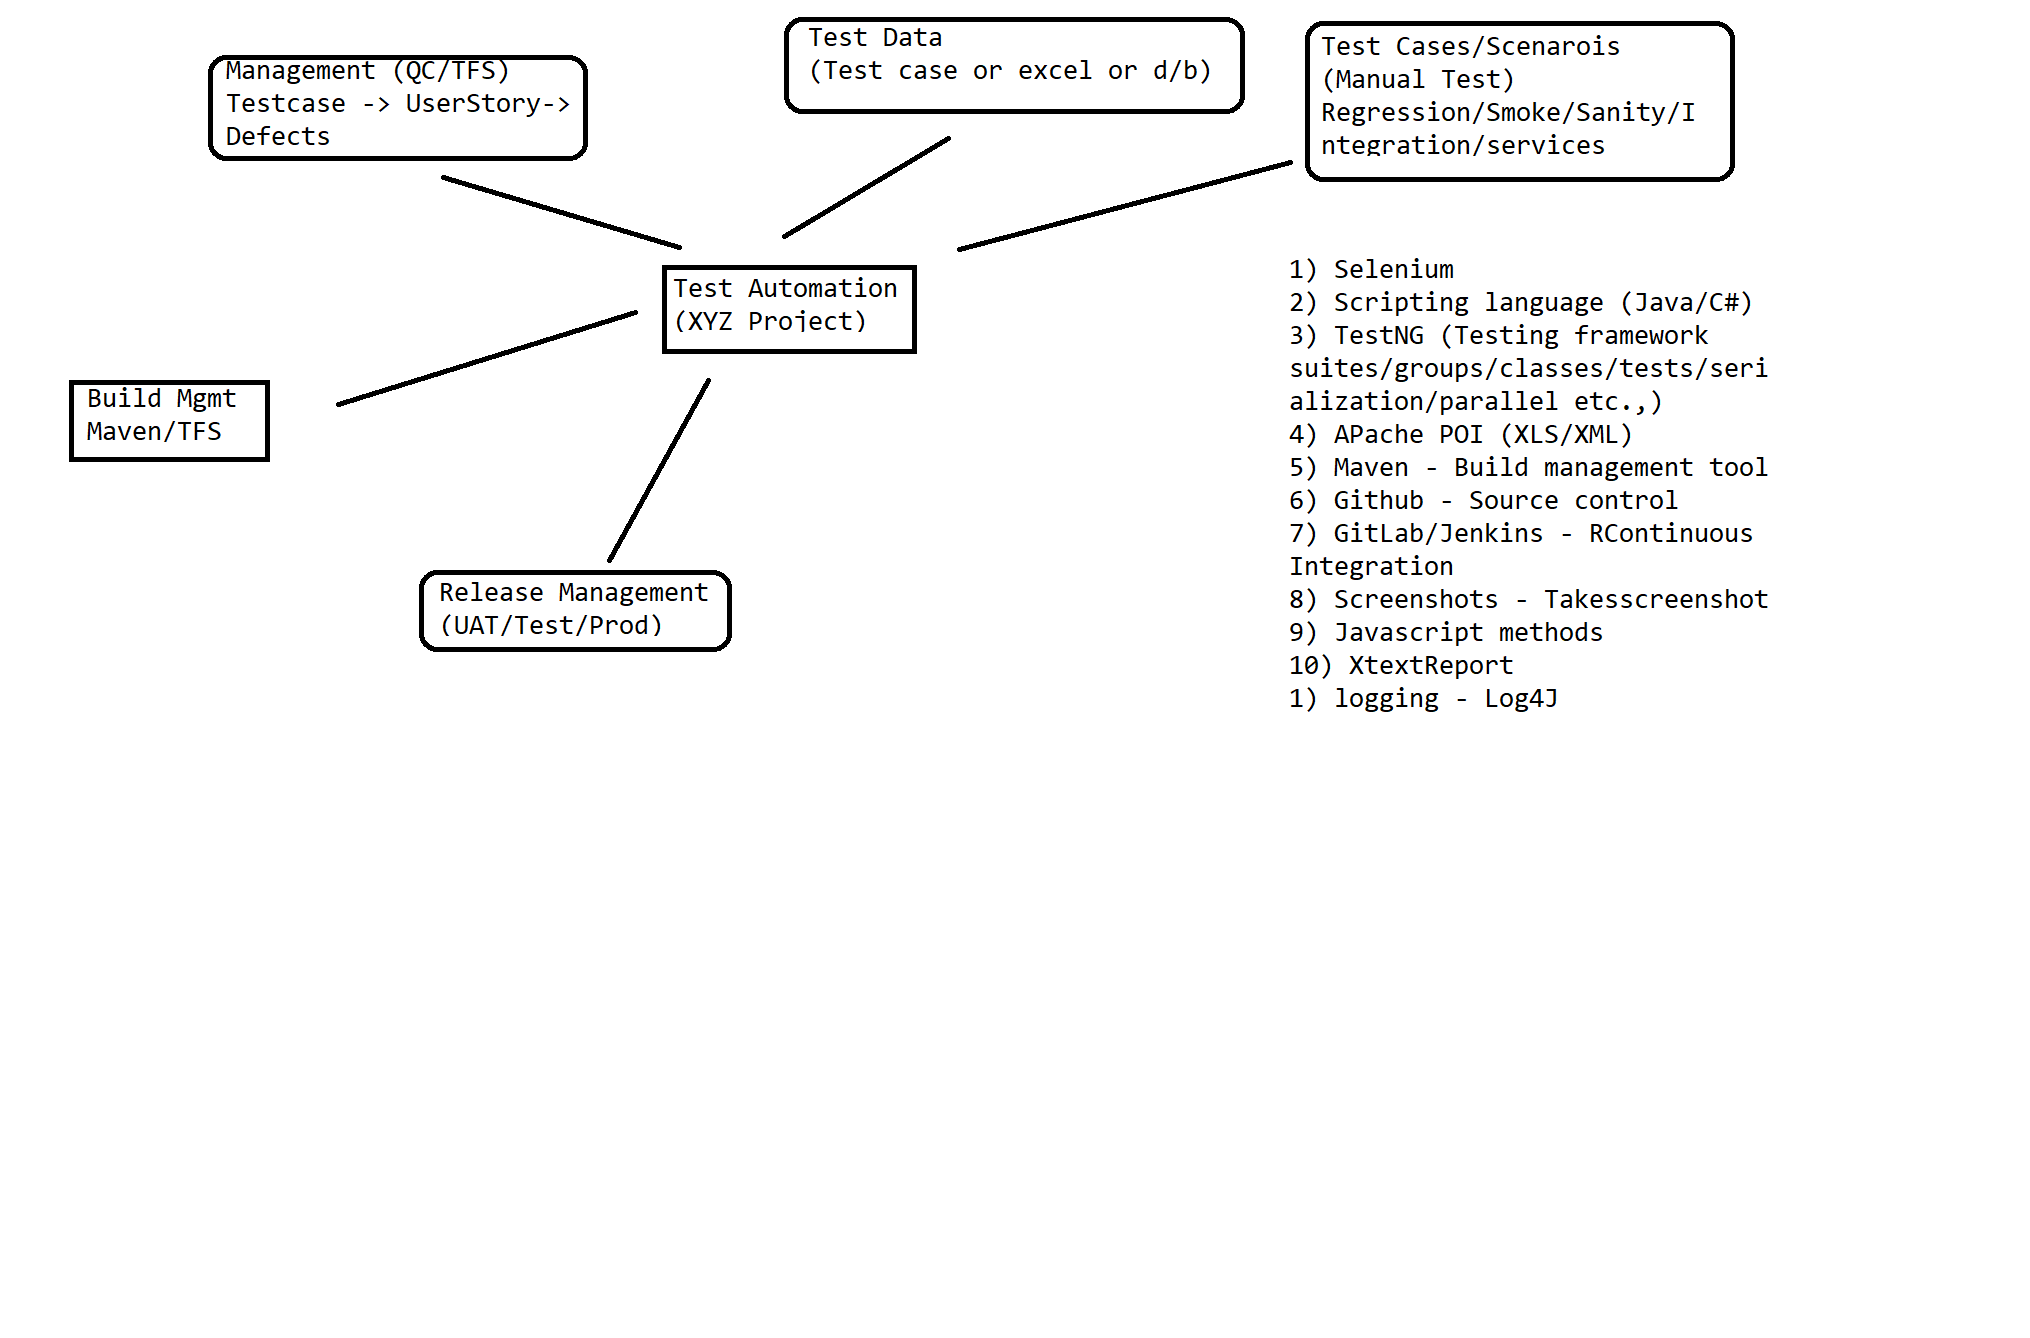 Management (QC/TFS)
Testcase -> UserStory->
Defects
Test Data
(Test case or excel or d/b)
Test Cases/Scenarois
(Manual Test)
Regression/Smoke/Sanity/I
ntegration/services
Test Automation
(XYZ Project)
Build Mgmt
Maven/TFS
Release Management
(UAT/Test/Prod)
1) Selenium
2) Scripting language (Java/C#)
3) TestNG (Testing framework
suites/groups/classes/tests/seri
alization/parallel etc.,)
4) APache POI (XLS/XML)
5) Maven - Build management tool
6) Github - Source control
7) GitLab/Jenkins - RContinuous
Integration
8) Screenshots - Takesscreenshot
9) Javascript methods
10) XtextReport
1) logging - Log4J